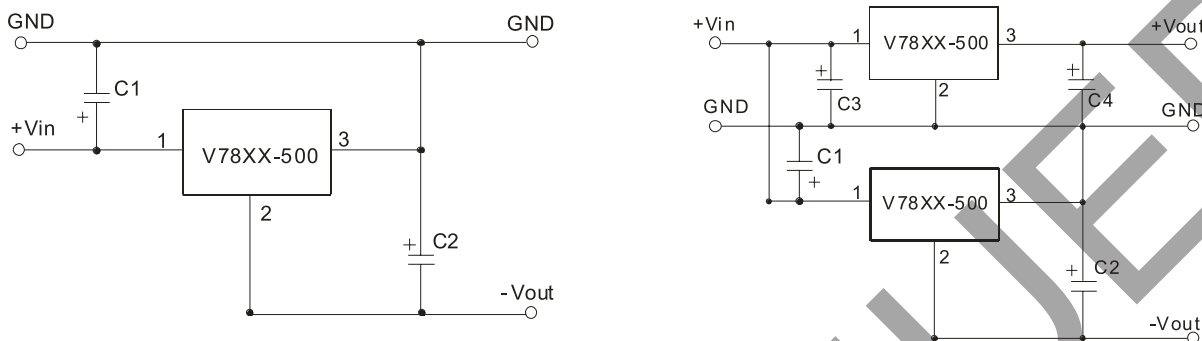 GND
GND
C1
+
+Vin
1
V78XX-500
3
2
+
C2
-Vout
+Vin
1
V78XX-500
3
+Vout
+
C3
2
+
C4
GND
GND
C1
+
1
V78XX-500
3
2
+
C2
-Vout